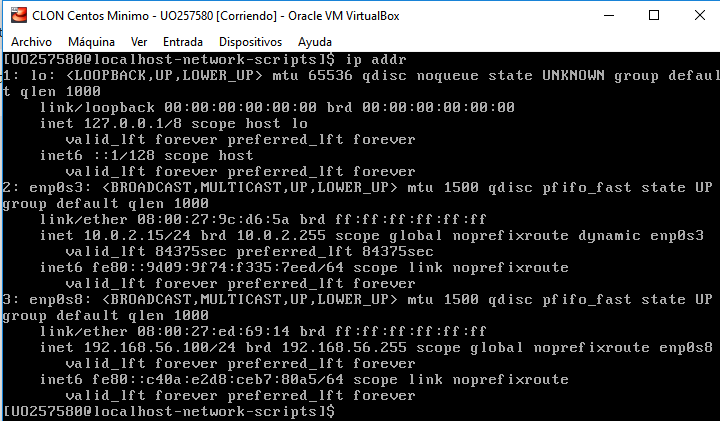 CLON Centos Minimo - UO257580 [Corriendo] - Oracle VM VirtualBox
Archivo Máquina Ver Entrada Dispositivos Ayuda
[UO257580@localhost-network-scripts]$ ip addr
1: lo: <LOOPBACK,UP,LOWER_UP> mtu 65536 qdisc noqueue state UNKNOWN group defaul
t qlen 1000
    link/loopback 00:00:00:00:00:00 brd 00:00:00:00:00:00
    inet 127.0.0.1/8 scope host lo
       valid_lft forever preferred_lft forever
    inet6 ::1/128 scope host
       valid_lft forever preferred_lft forever
2: enp0s3: <BROADCAST,MULTICAST,UP,LOWER_UP> mtu 1500 qdisc pfifo_fast state UP
group default qlen 1000
    link/ether 08:00:27:9c:d6:5a brd ff:ff:ff:ff:ff:ff
    inet 10.0.2.15/24 brd 10.0.2.255 scope global noprefixroute dynamic enp0s3
       valid_lft 84375sec preferred_lft 84375sec
    inet6 fe80::9d09:9f74:f335:7eed/64 scope link noprefixroute
       valid_lft forever preferred_lft forever
3: enp0s8: <BROADCAST,MULTICAST,UP,LOWER_UP> mtu 1500 qdisc pfifo_fast state UP
group default qlen 1000
    link/ether 08:00:27:ed:69:14 brd ff:ff:ff:ff:ff:ff
    inet 192.168.56.100/24 brd 192.168.56.255 scope global noprefixroute enp0s8
       valid_lft forever preferred_lft forever
    inet6 fe80::c40a:e2d8:ceb7:80a5/64 scope link noprefixroute
       valid_lft forever preferred_lft forever
[UO257580@localhost-network-scripts]$